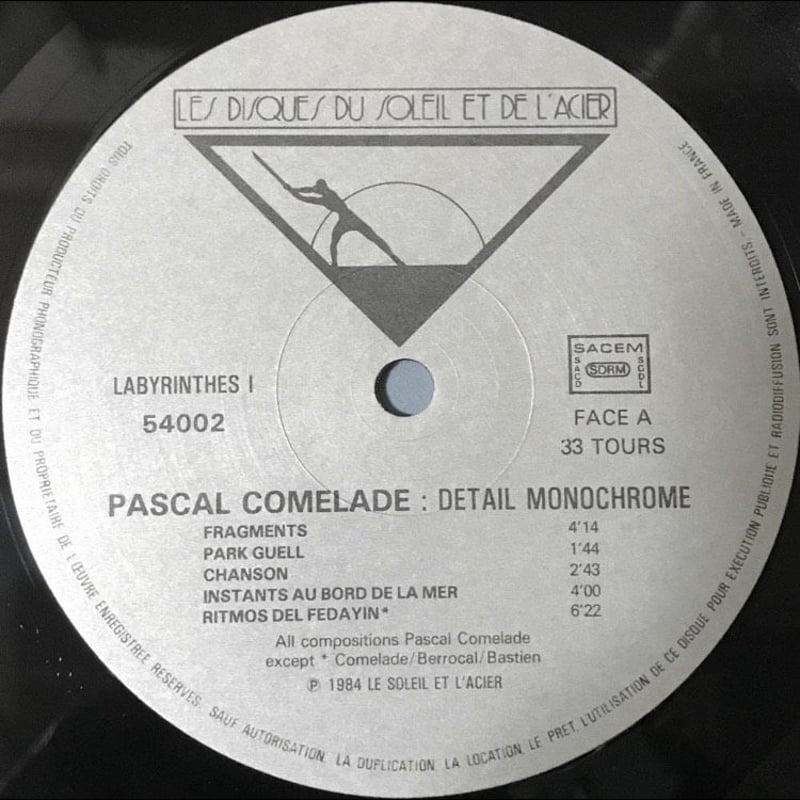 LES DISQUES DU SOLEIL ET DE L'ACIER
LABYRINTHES I
54002
SACEM
SACD
SDRM
SGDL
FACE A
33 TOURS
PASCAL COMELADE : DETAIL MONOCHROME
FRAGMENTS 4'14
PARK GUELL 1'44
CHANSON 2'43
INSTANTS AU BORD DE LA MER 4'00
RITMOS DEL FEDAYIN* 6'22
All compositions Pascal Comelade
except * Comelade/Berrocal/Bastien
℗ 1984 LE SOLEIL ET L'ACIER
TOUS DROITS DU PRODUCTEUR PHONOGRAPHIQUE ET DU PROPRIETAIRE DE L'ŒUVRE ENREGISTREE RESERVES. SAUF AUTORISATION. LA DUPLICATION. LA LOCATION. LE PRET. L'UTILISATION DE CE DISQUE POUR EXECUTION PUBLIQUE ET RADIODIFFUSION SONT INTERDITS - MADE IN FRANCE